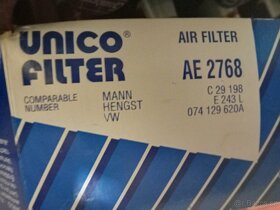 UNICO®
FILTER
AIR FILTER
AE 2768
COMPARABLE
NUMBER
MANN C 29 198
HENGST E 243 L
VW 074 129 620A